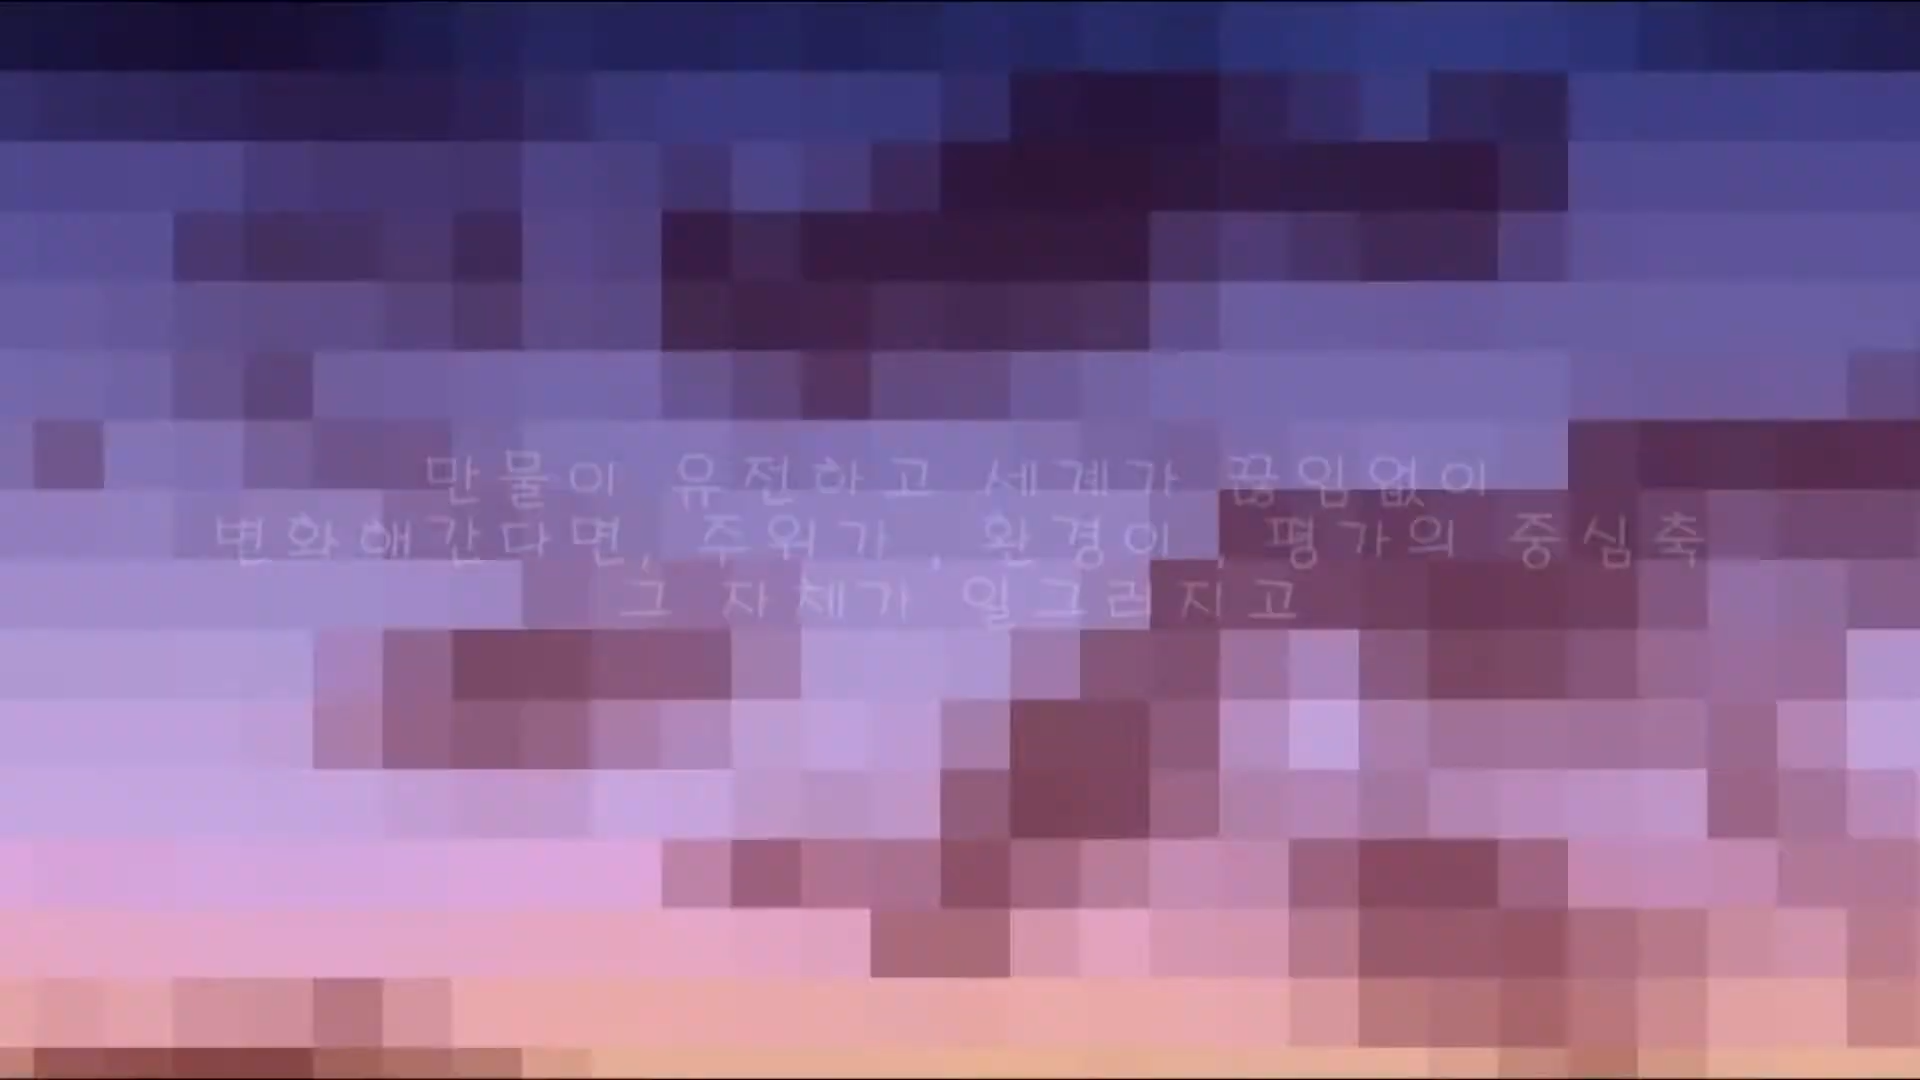 만물이 유전하고 세계가 끊임없이
변화해간다면, 주위가 , 환경이 , 평가의 중심축
그 자체가 일그러지고